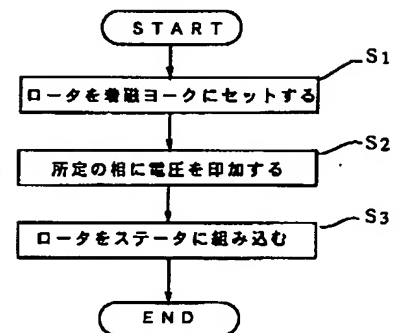 START
S1
ロータを着磁ヨークにセットする
S2
所定の相に電圧を印加する
S3
ロータをステータに組み込む
END